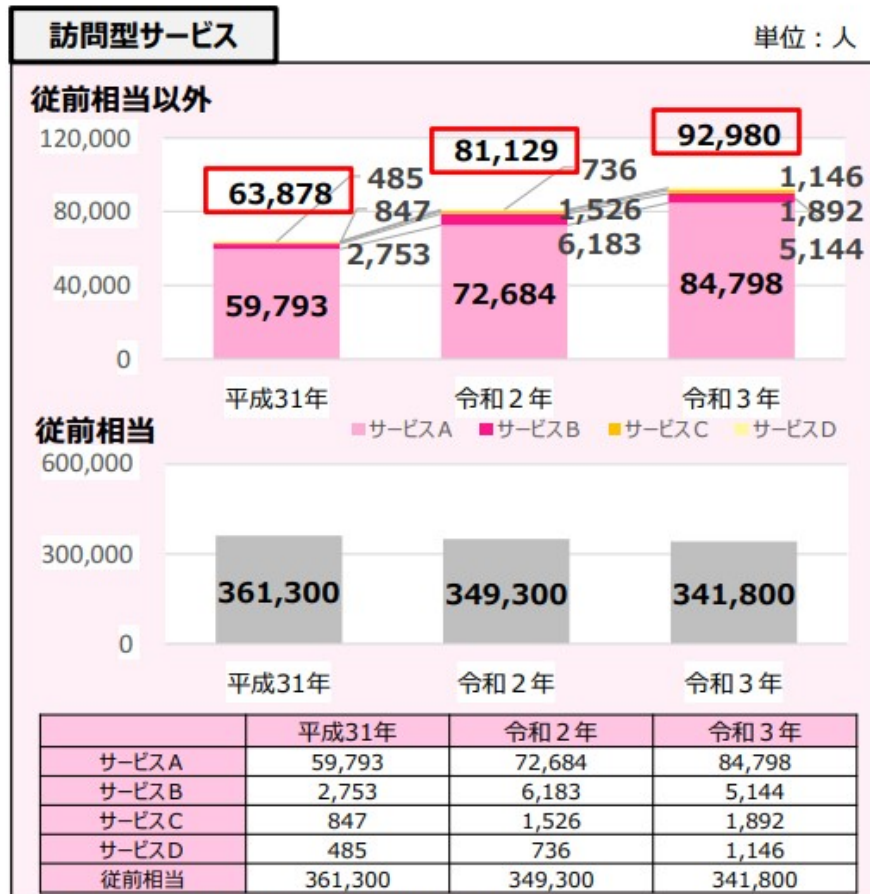 訪問型サービス
単位：人
従前相当以外
120,000
80,000
40,000
0
63,878
485
847
2,753
59,793
81,129
736
1,526
6,183
72,684
92,980
1,146
1,892
5,144
84,798
平成31年 令和２年 令和３年
サービスA サービスB サービスC サービスD
従前相当
600,000
300,000
0
361,300 349,300 341,800
平成31年 令和２年 令和３年
平成31年 令和２年 令和３年
サービスA 59,793 72,684 84,798
サービスB 2,753 6,183 5,144
サービスC 847 1,526 1,892
サービスD 485 736 1,146
従前相当 361,300 349,300 341,800